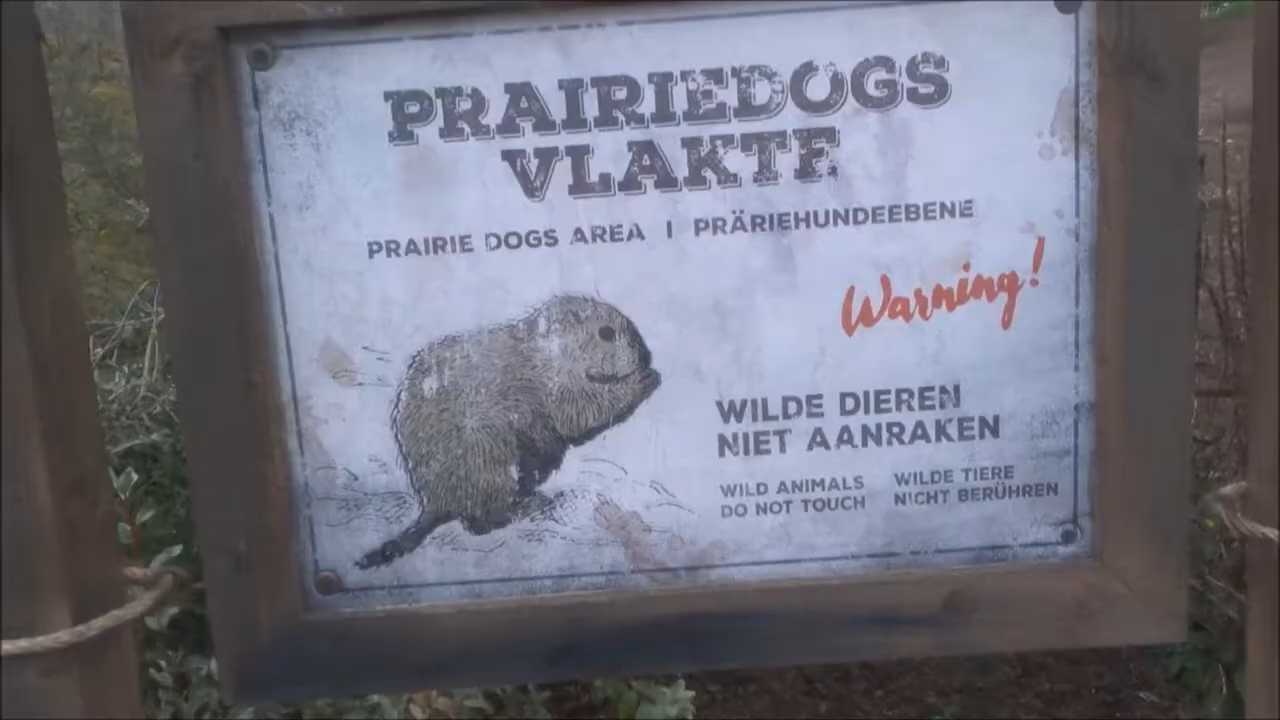 PRAIRIEDOGS
VLAKTE
PRAIRIE DOGS AREA | PRÄRIEHUNDEEBENE
Warning!
WILDE DIEREN
NIET AANRAKEN
WILD ANIMALS
DO NOT TOUCH
WILDE TIERE
NICHT BERÜHREN